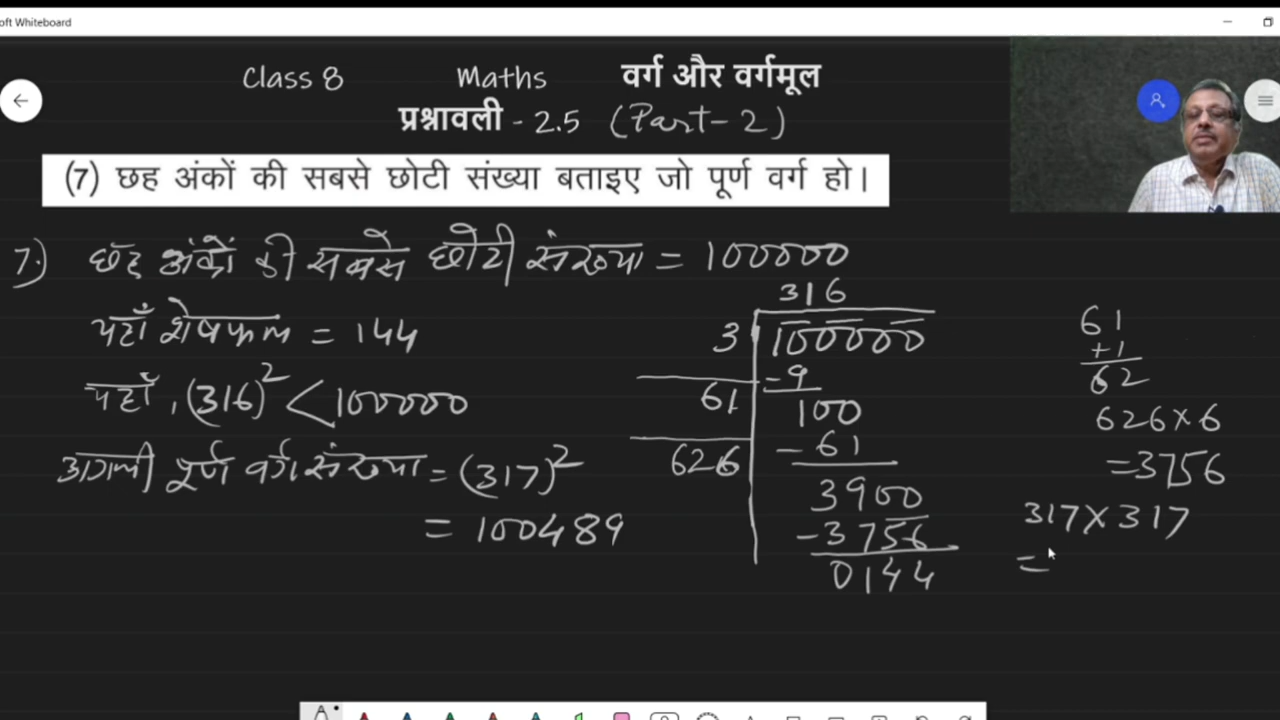 oft Whiteboard
Class 8 Maths वर्ग और वर्गमूल
प्रश्नावली - 2.5 (Part-2)
(7) छह अंकों की सबसे छोटी संख्या बताइए जो पूर्ण वर्ग हो।
7.) छह अंकों की सबसे छोटी संख्या = 100000
यहाँ शेषफल = 144
यहाँ, (316)² < 100000
अगली पूर्ण वर्ग संख्या = (317)²
= 100489
316
3 100000
- 9
61 100
- 61
626 3900
- 3756
0144
61
+1
62
626×6
=3756
317×317
=